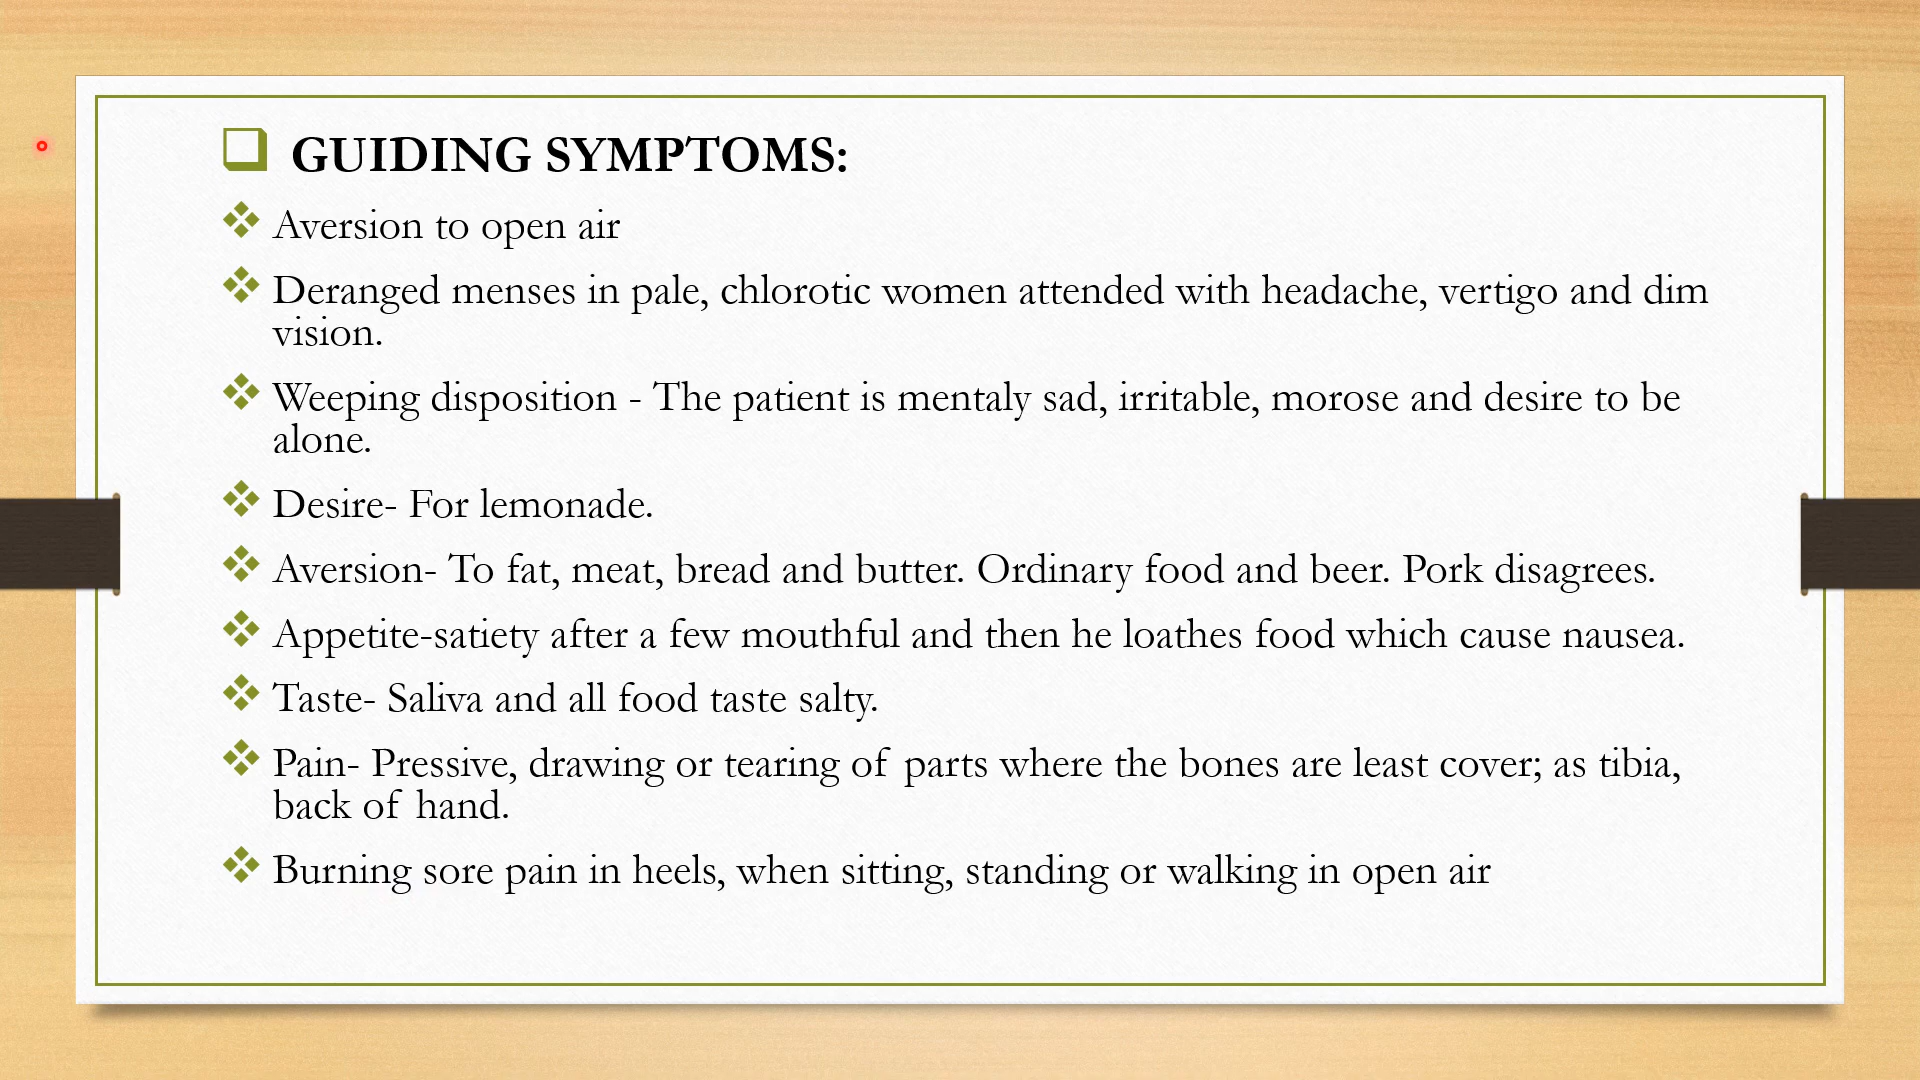 GUIDING SYMPTOMS:
Aversion to open air
Deranged menses in pale, chlorotic women attended with headache, vertigo and dim
vision.
Weeping disposition - The patient is mentaly sad, irritable, morose and desire to be
alone.
Desire- For lemonade.
Aversion- To fat, meat, bread and butter. Ordinary food and beer. Pork disagrees.
Appetite-satiety after a few mouthful and then he loathes food which cause nausea.
Taste- Saliva and all food taste salty.
Pain- Pressive, drawing or tearing of parts where the bones are least cover; as tibia,
back of hand.
Burning sore pain in heels, when sitting, standing or walking in open air